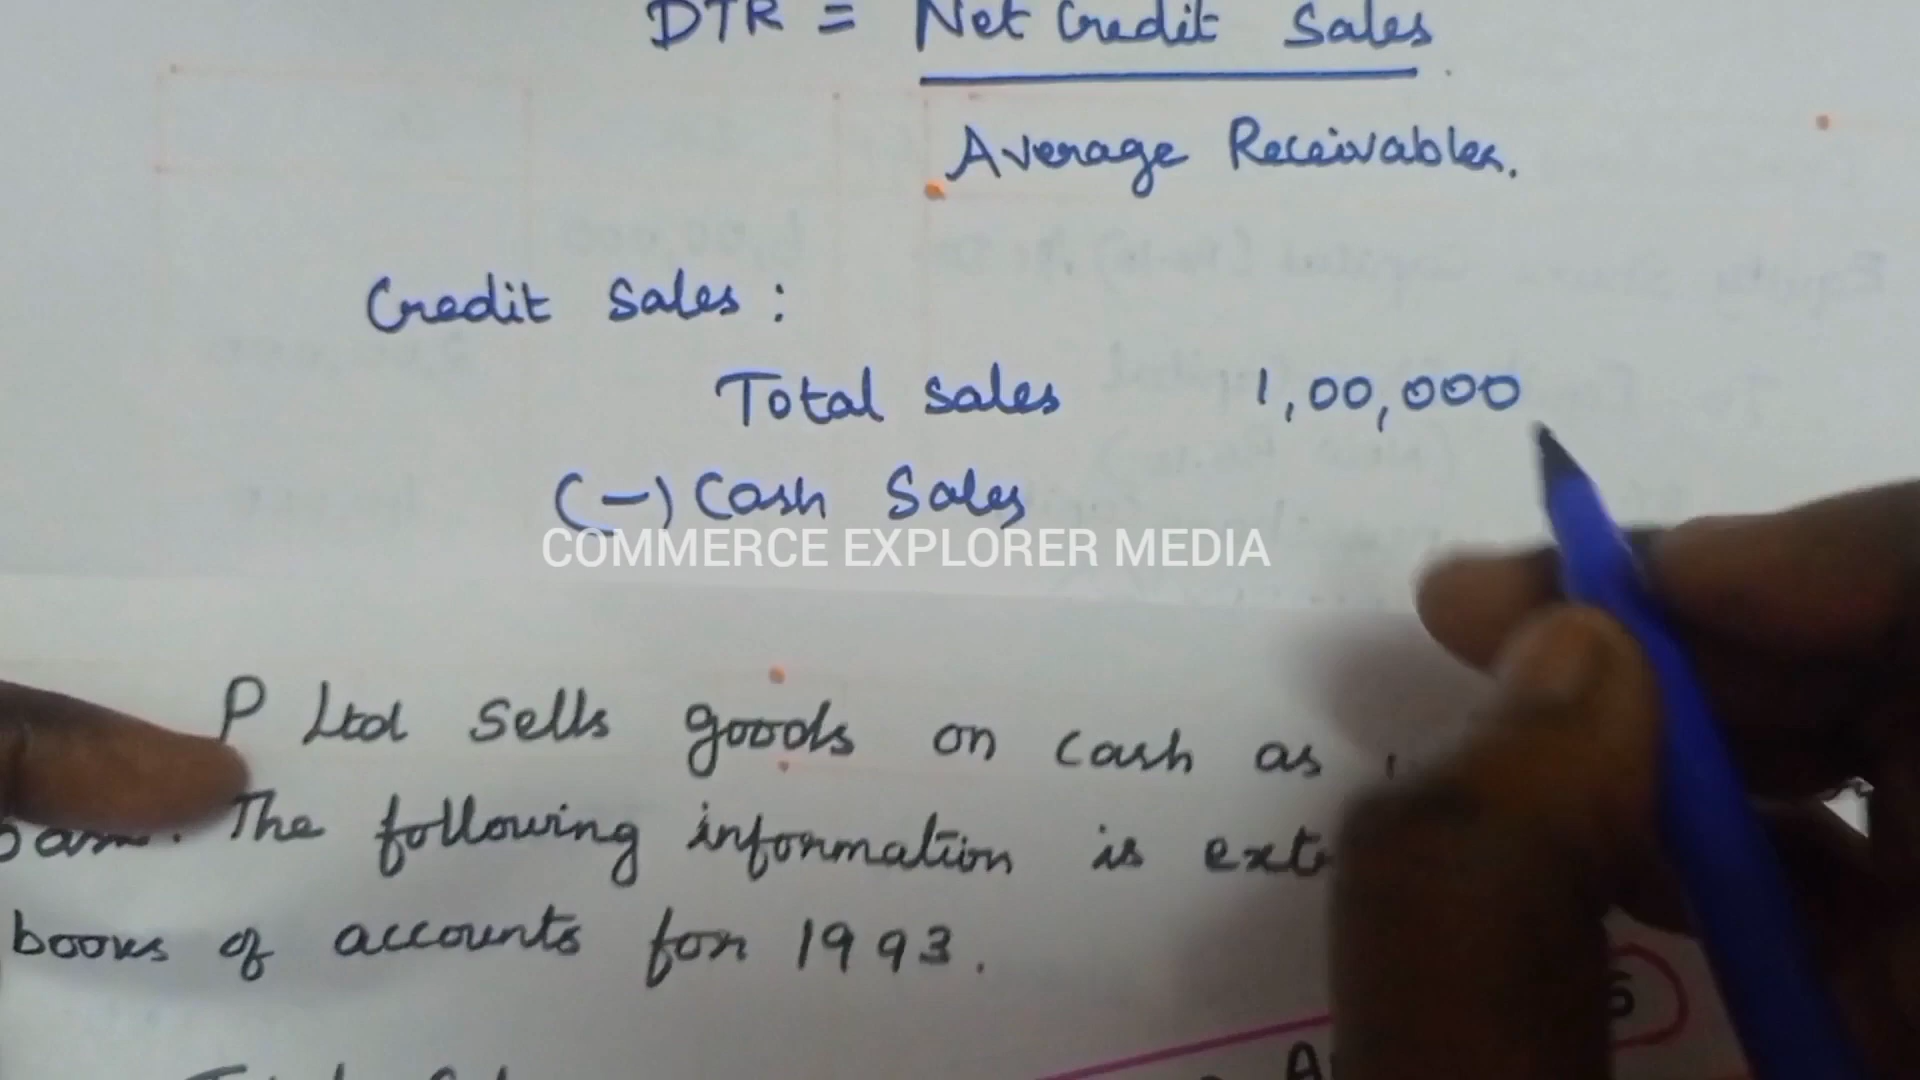 DTR = Net Credit Sales
Average Receivables.
Credit Sales :
Total Sales 1,00,000
(-) Cash Sales
COMMERCE EXPLORER MEDIA
P Ltd sells goods on cash as
The following information is
books of accounts for 1993.